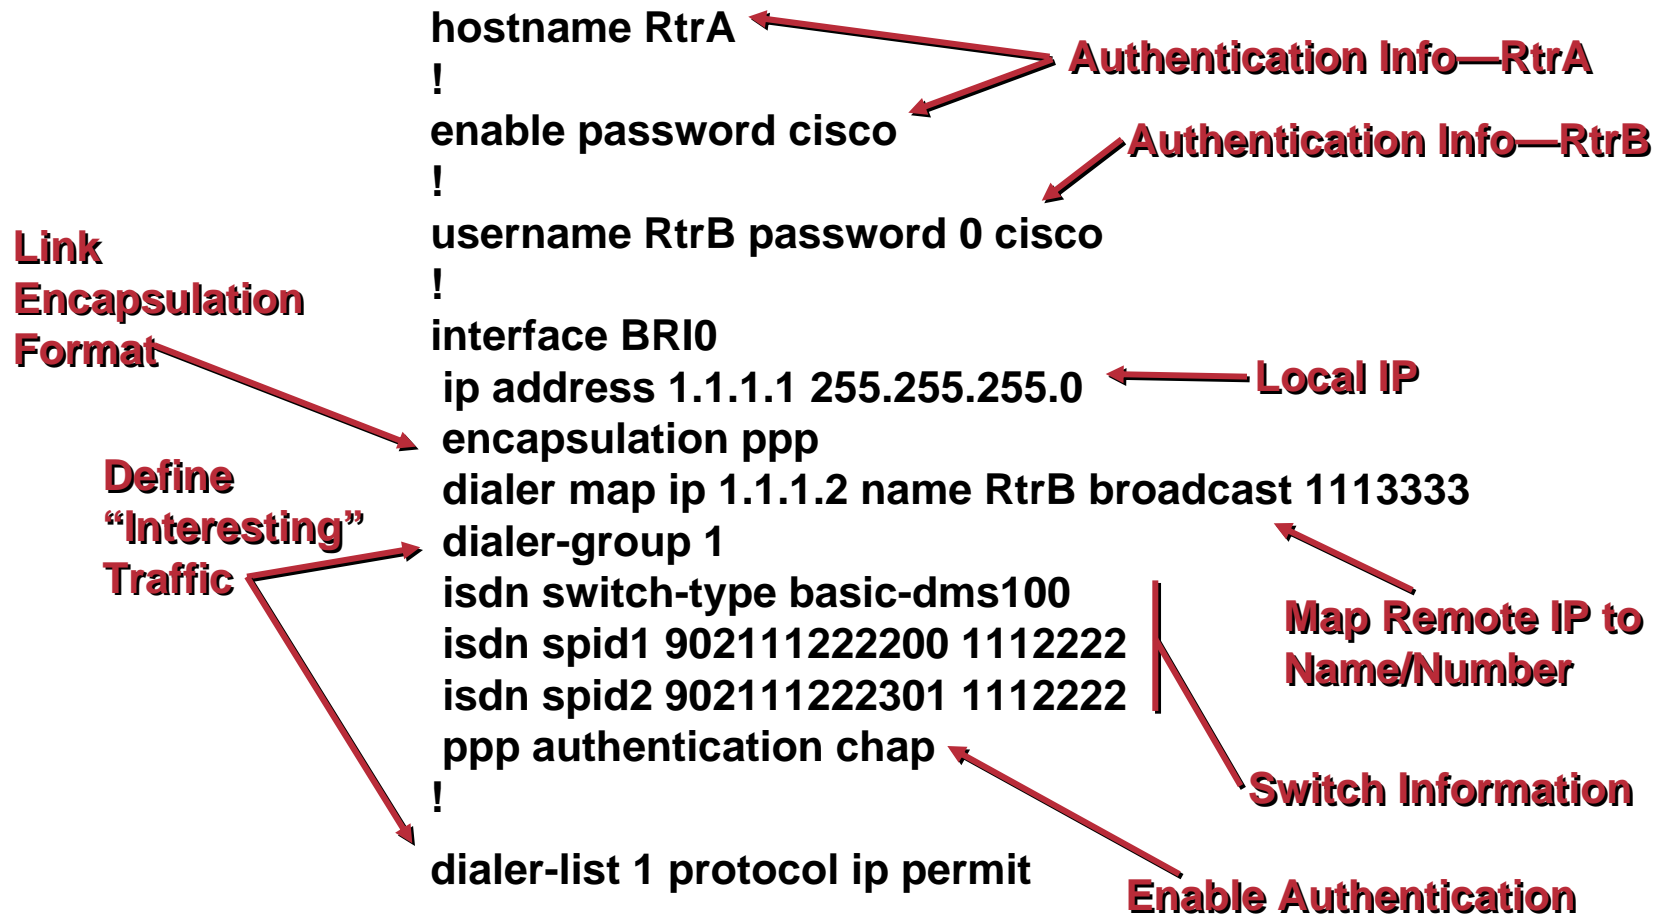 hostname RtrA
!
enable password cisco
!
username RtrB password 0 cisco
!
interface BRI0
ip address 1.1.1.1 255.255.255.0
encapsulation ppp
dialer map ip 1.1.1.2 name RtrB broadcast 1113333
dialer-group 1
isdn switch-type basic-dms100
isdn spid1 902111222200 1112222
isdn spid2 902111222301 1112222
ppp authentication chap
!
dialer-list 1 protocol ip permit
Link
Encapsulation
Format
Define
“Interesting”
Traffic
Authentication Info—RtrA
Authentication Info—RtrB
Local IP
Map Remote IP to
Name/Number
Switch Information
Enable Authentication